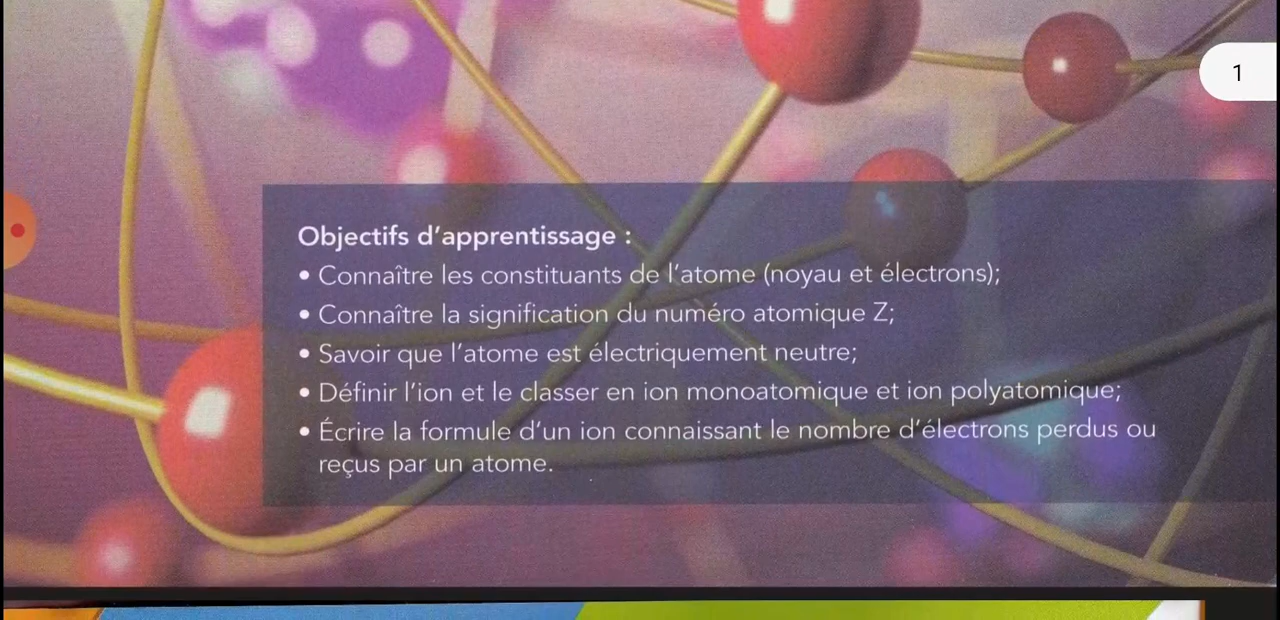 1
Objectifs d'apprentissage :
• Connaître les constituants de l'atome (noyau et électrons);
• Connaître la signification du numéro atomique Z;
• Savoir que l'atome est électriquement neutre;
• Définir l'ion et le classer en ion monoatomique et ion polyatomique;
• Écrire la formule d'un ion connaissant le nombre d'électrons perdus ou
reçus par un atome.